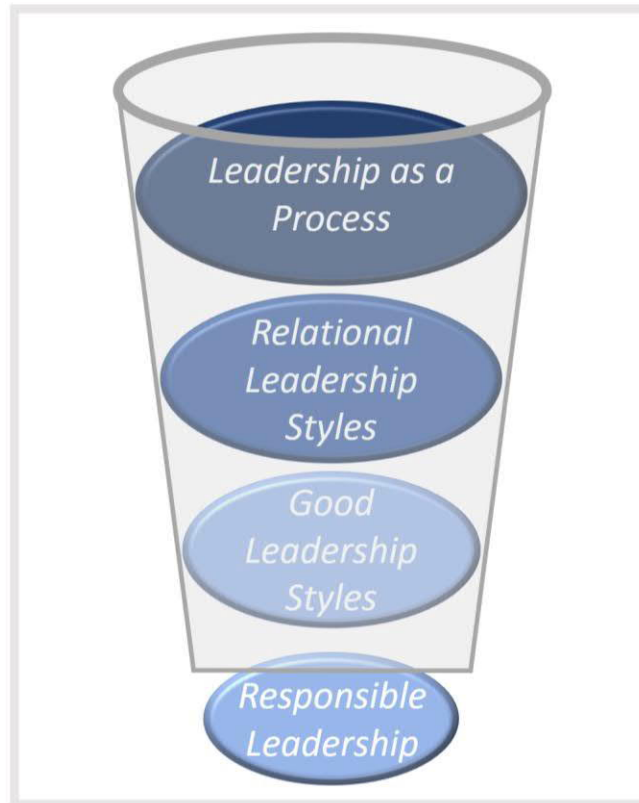 Leadership as a
Process
Relational
Leadership
Styles
Good
Leadership
Styles
Responsible
Leadership